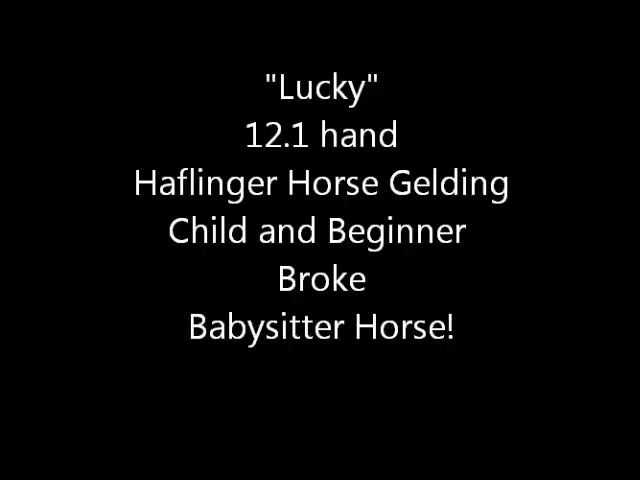 "Lucky"
12.1 hand
Haflinger Horse Gelding
Child and Beginner
Broke
Babysitter Horse!